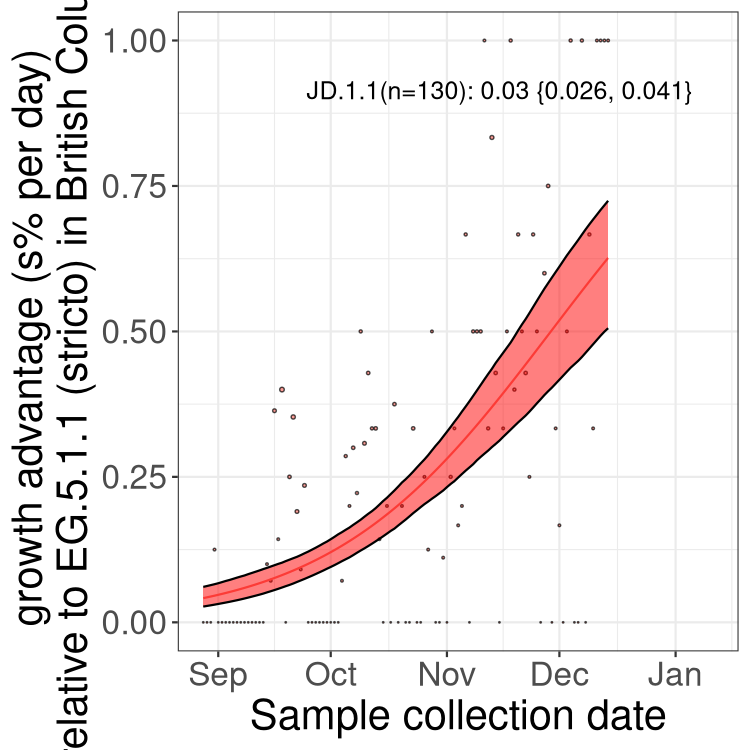 growth advantage (s% per day)
relative to EG.5.1.1 (stricto) in British Colu
1.00
0.75
0.50
0.25
0.00
JD.1.1(n=130): 0.03 {0.026, 0.041}
Sep Oct Nov Dec Jan
Sample collection date